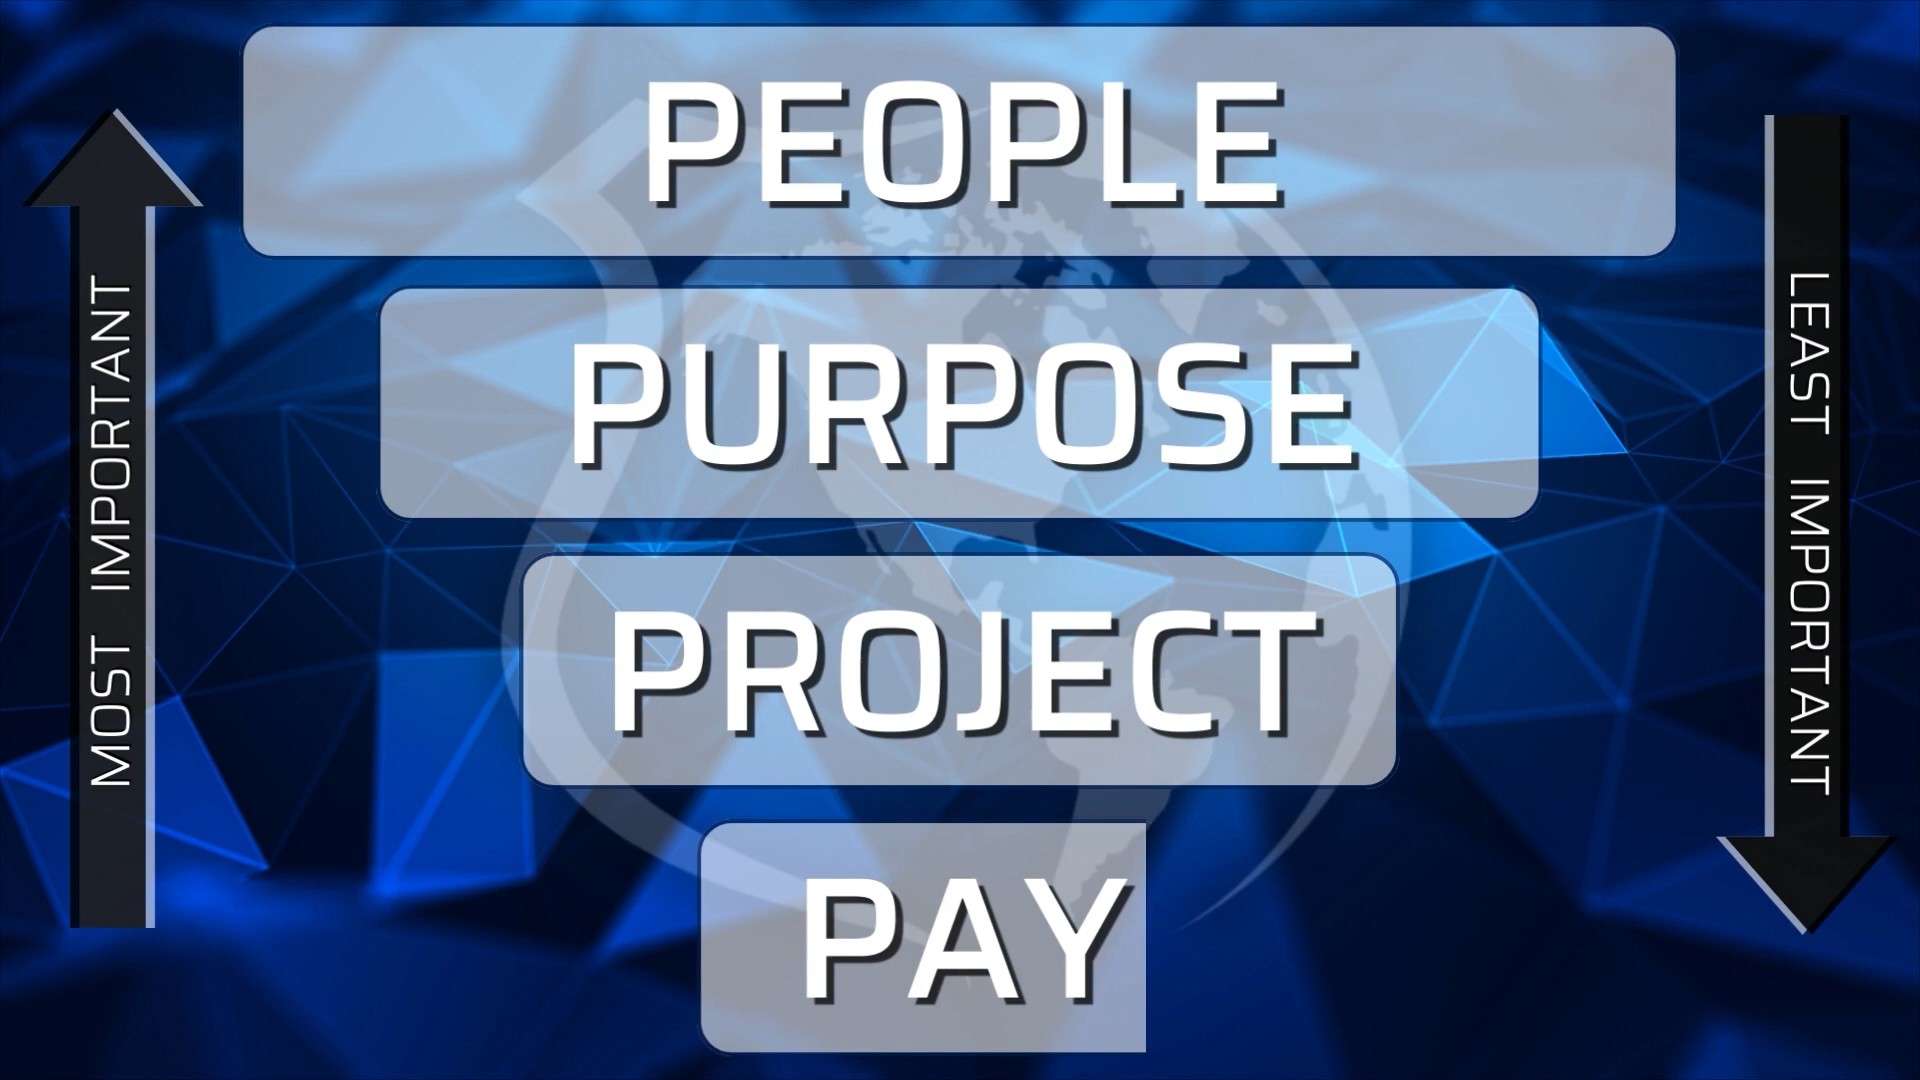 PEOPLE
PURPOSE
PROJECT
PAY
MOST IMPORTANT
LEAST IMPORTANT